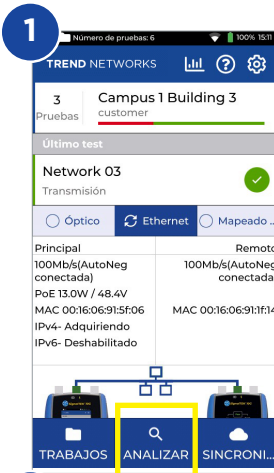 1
Número de pruebas: 6 100% 15:11
TREND NETWORKS
3 Campus 1 Building 3
Pruebas customer
Último test
Network 03
Transmisión
Óptico Ethernet Mapeado ..
Principal Remoto
100Mb/s(AutoNeg 100Mb/s(AutoNeg
conectada) conectada
PoE 13.0W / 48.4V
MAC 00:16:06:91:5f:06 MAC 00:16:06:91:1f:14
IPv4- Adquiriendo
IPv6- Deshabilitado
TRABAJOS ANALIZAR SINCRONI...